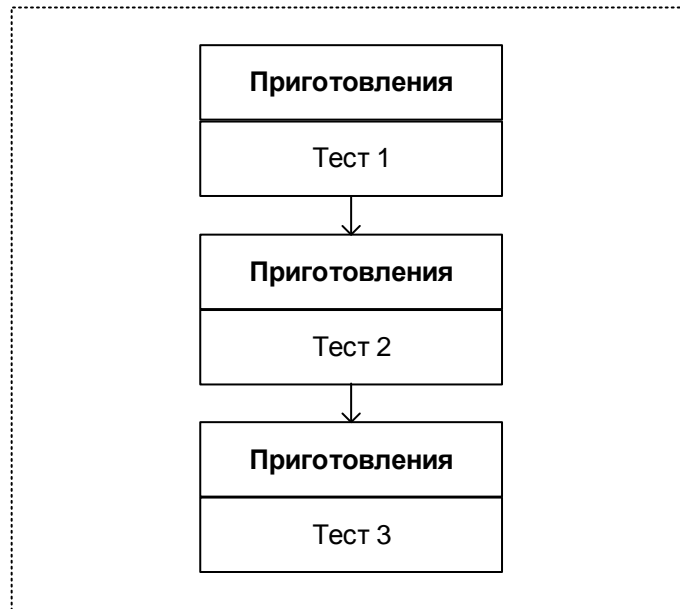 Приготовления
Тест 1
Приготовления
Тест 2
Приготовления
Тест 3